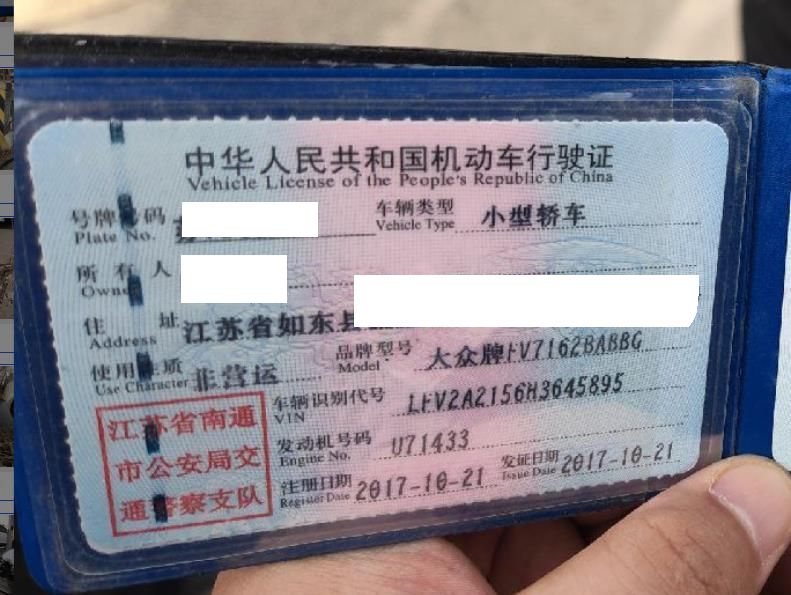 中华人民共和国机动车行驶证
Vehicle License of the People's Republic of China
号牌号码 车辆类型 小型轿车
Plate No. Vehicle Type
所有人
Owner
住址 江苏省如东县
Address
使用性质 非营运 品牌型号 大众牌FV7162BABBG
Use Character Model
车辆识别代号 LFV2A2156H3645895
VIN
发动机号码 U71433
Engine No.
注册日期 2017-10-21 发证日期 2017-10-21
Register Date Issue Date
江苏省南通
市公安局交
通警察支队